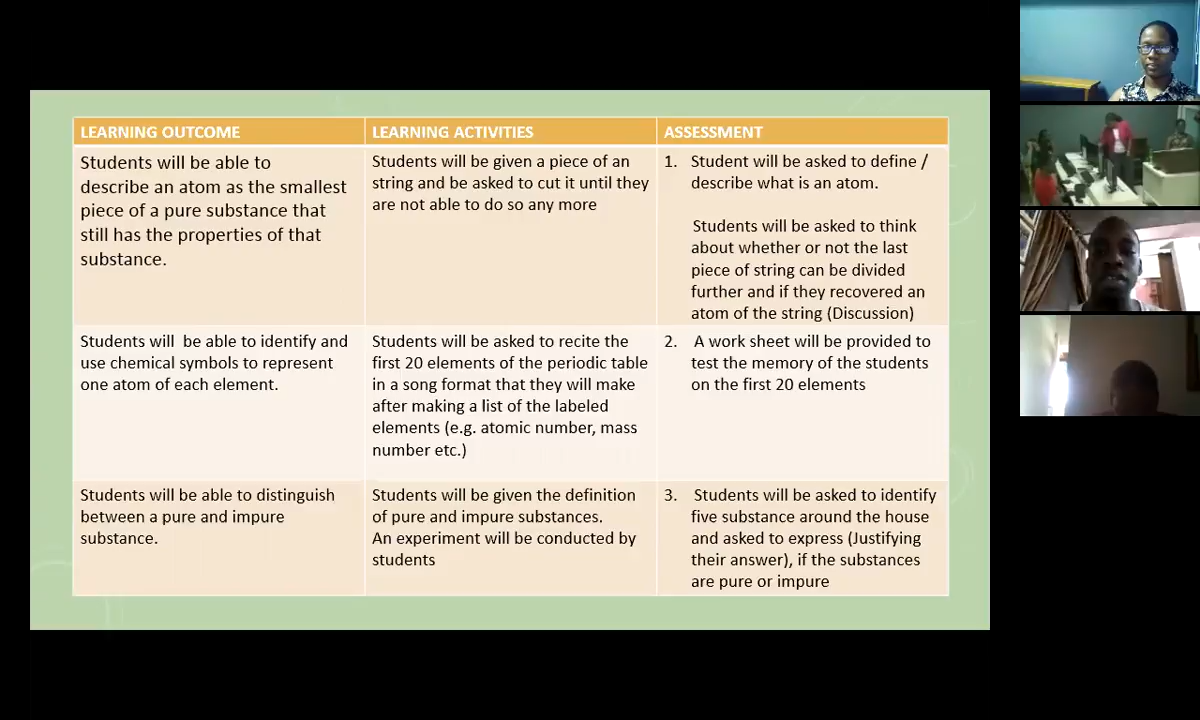 LEARNING OUTCOME
LEARNING ACTIVITIES
ASSESSMENT
Students will be able to
describe an atom as the smallest
piece of a pure substance that
still has the properties of that
substance.
Students will be given a piece of an
string and be asked to cut it until they
are not able to do so any more
1. Student will be asked to define /
describe what is an atom.
Students will be asked to think
about whether or not the last
piece of string can be divided
further and if they recovered an
atom of the string (Discussion)
Students will be able to identify and
use chemical symbols to represent
one atom of each element.
Students will be asked to recite the
first 20 elements of the periodic table
in a song format that they will make
after making a list of the labeled
elements (e.g. atomic number, mass
number etc.)
2. A work sheet will be provided to
test the memory of the students
on the first 20 elements
Students will be able to distinguish
between a pure and impure
substance.
Students will be given the definition
of pure and impure substances.
An experiment will be conducted by
students
3. Students will be asked to identify
five substance around the house
and asked to express (Justifying
their answer), if the substances
are pure or impure